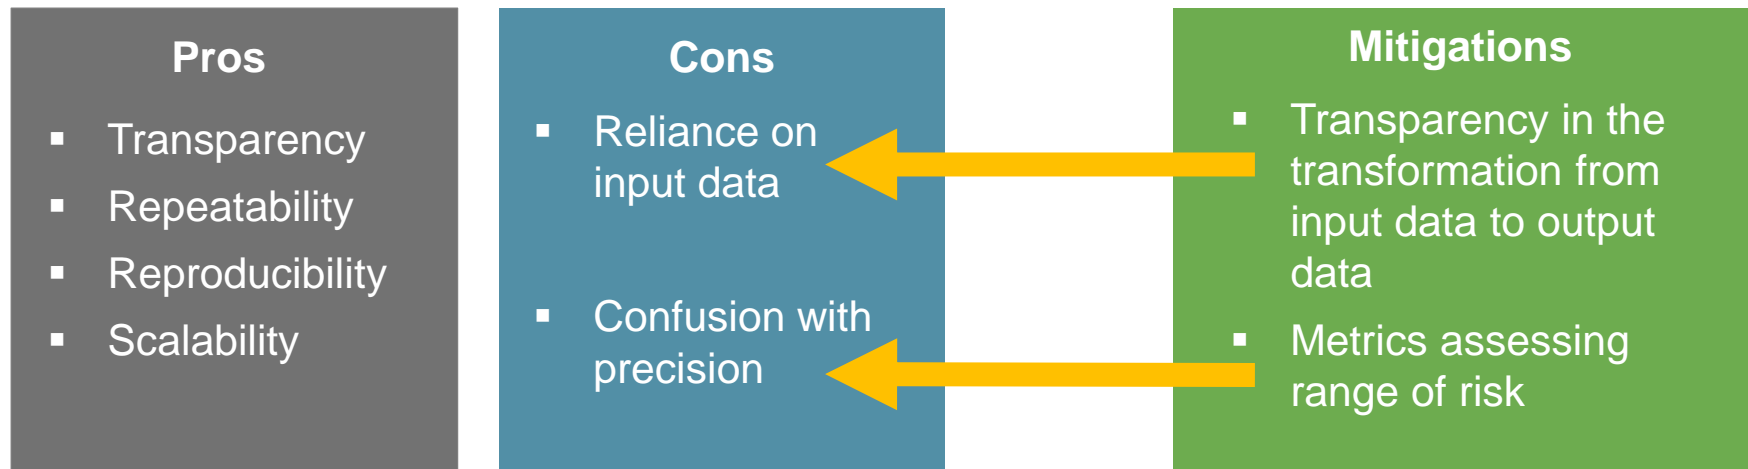 Pros
▪ Transparency
▪ Repeatability
▪ Reproducibility
▪ Scalability
Cons
▪ Reliance on
input data
▪ Confusion with
precision
Mitigations
▪ Transparency in the
transformation from
input data to output
data
▪ Metrics assessing
range of risk